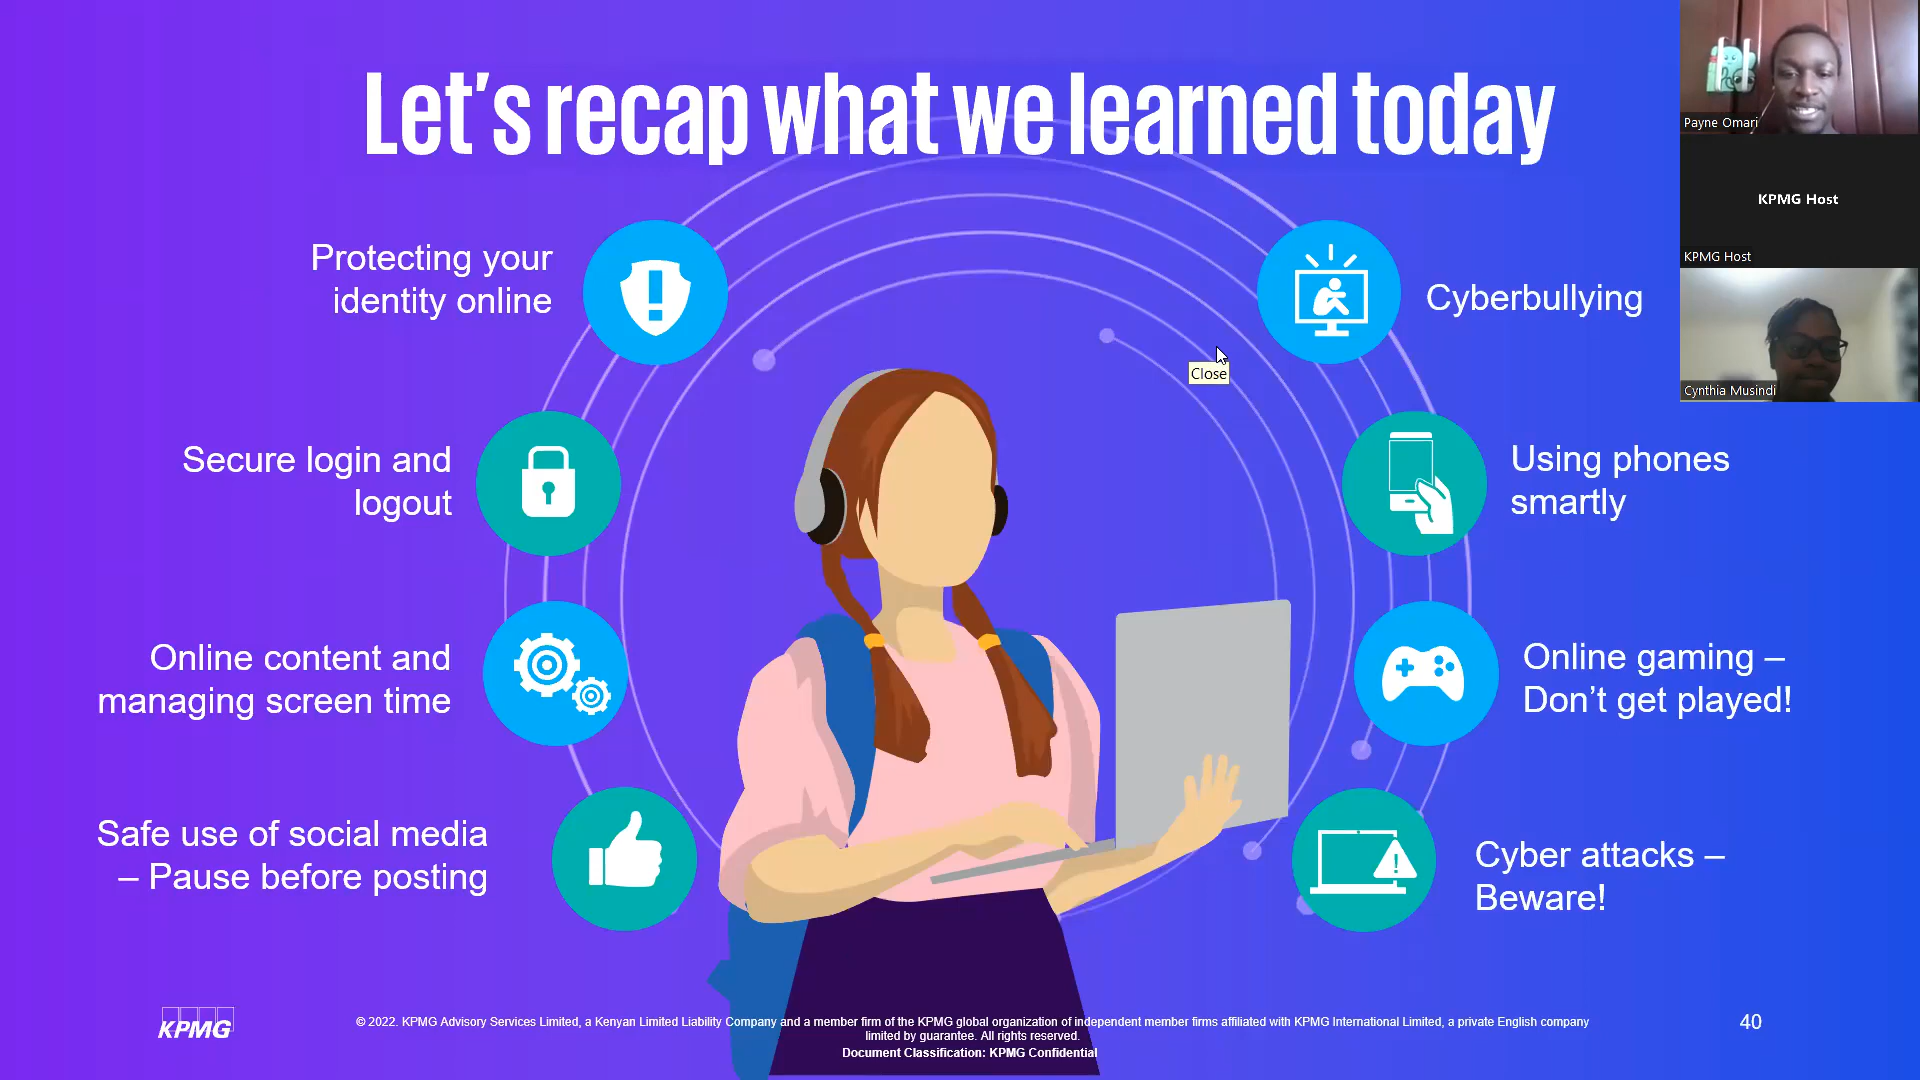 Let's recap what we learned today
Protecting your
identity online
Secure login and
logout
Online content and
managing screen time
Safe use of social media
– Pause before posting
Cyberbullying
Using phones
smartly
Online gaming –
Don't get played!
Cyber attacks –
Beware!
Close
Payne Omari
KPMG Host
KPMG Host
Cynthia Musindi
KPMG
© 2022. KPMG Advisory Services Limited, a Kenyan Limited Liability Company and a member firm of the KPMG global organization of independent member firms affiliated with KPMG International Limited, a private English company
limited by guarantee. All rights reserved.
Document Classification: KPMG Confidential
40